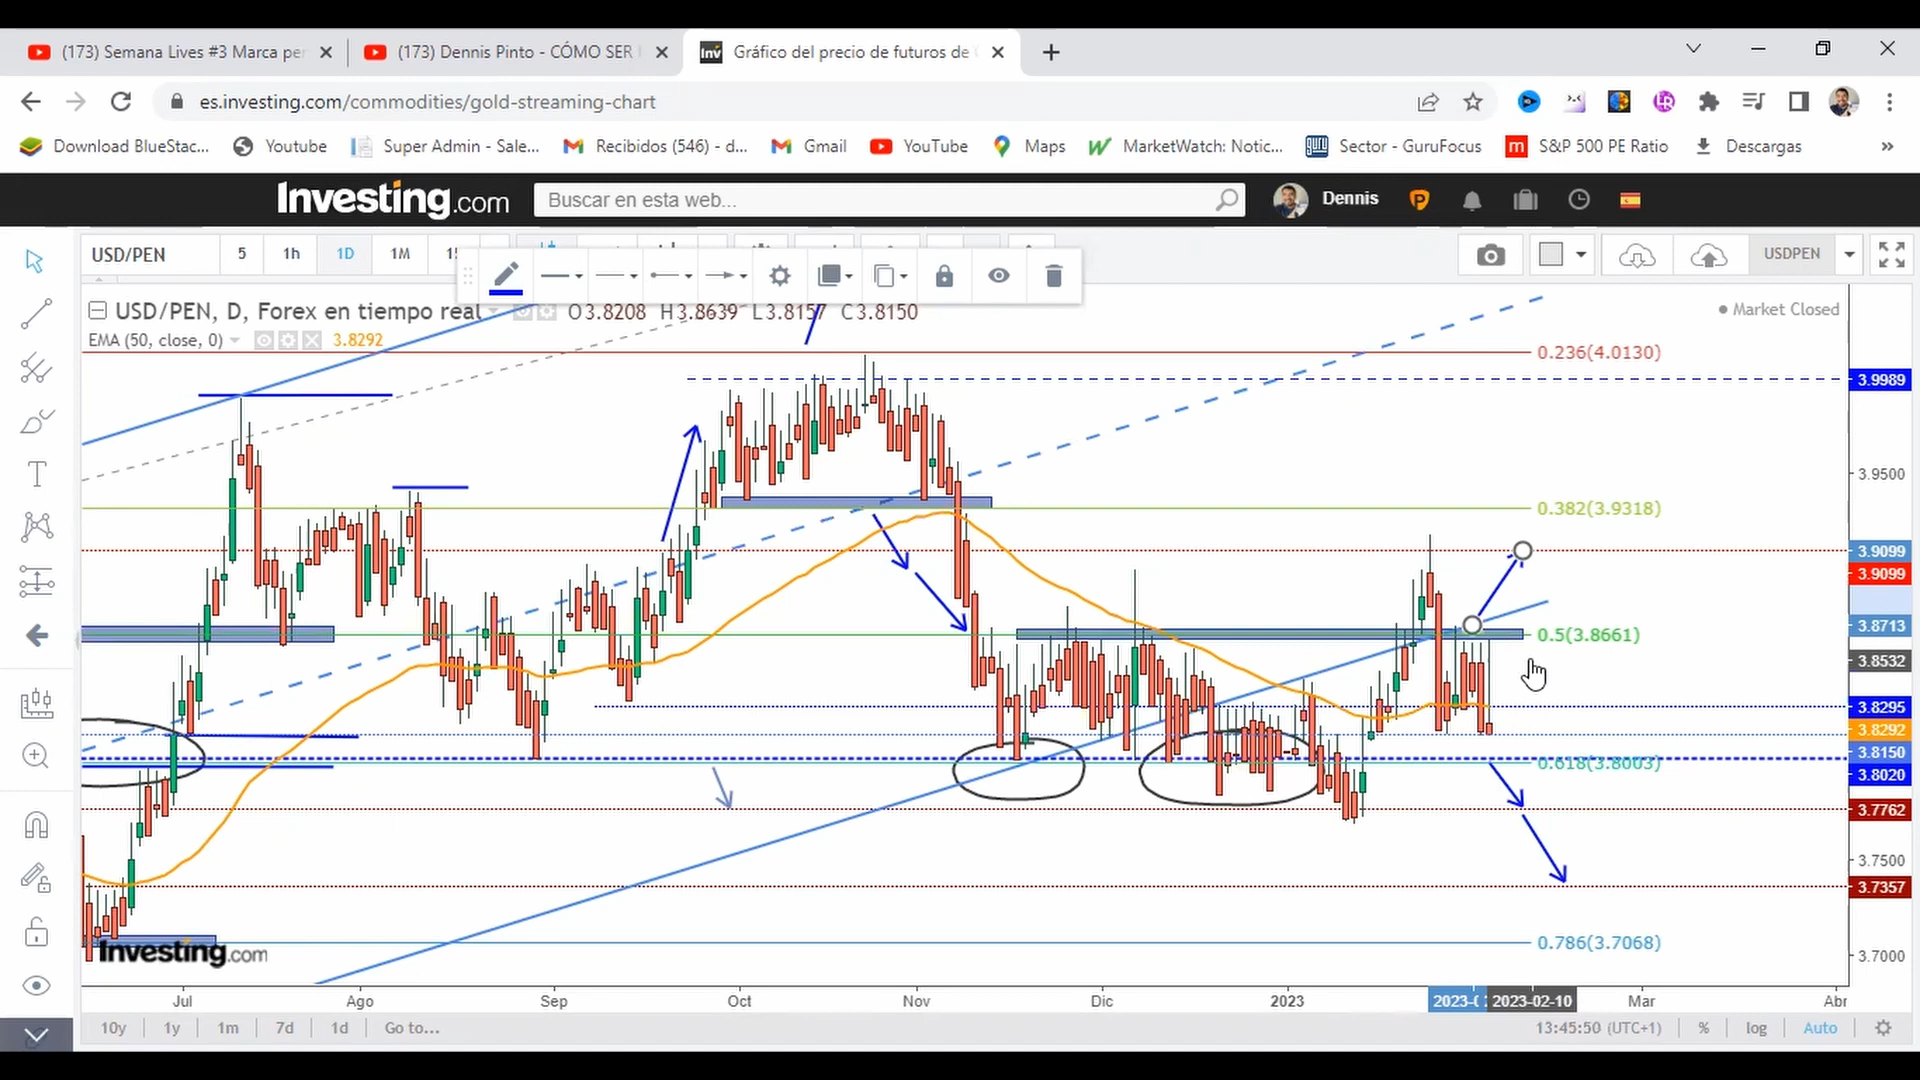 (173) Semana Lives #3 Marca per
(173) Dennis Pinto - CÓMO SER
Inv Gráfico del precio de futuros de
es.investing.com/commodities/gold-streaming-chart
Download BlueStac... Youtube Super Admin - Sale... Recibidos (546) - d... Gmail YouTube Maps MarketWatch: Notic... Sector - GuruFocus S&P 500 PE Ratio Descargas »
Investing.com Buscar en esta web... Dennis
USD/PEN 5 1h 1D 1M USDPEN
USD/PEN, D, Forex en tiempo real O3.8208 H3.8639 L3.8157 C3.8150
Market Closed
EMA (50, close, 0) 3.8292
0.236(4.0130)
3.9989
3.9500
0.382(3.9318)
3.9099
3.9099
3.8713
0.5(3.8661)
3.8532
3.8295
3.8292
3.8150
0.618(3.8003)
3.8020
3.7762
3.7500
3.7357
0.786(3.7068)
Investing.com
3.7000
Jul Ago Sep Oct Nov Dic 2023 2023-02-10 Mar Abr
10y 1y 1m 7d 1d Go to... 13:45:50 (UTC+1) % log Auto